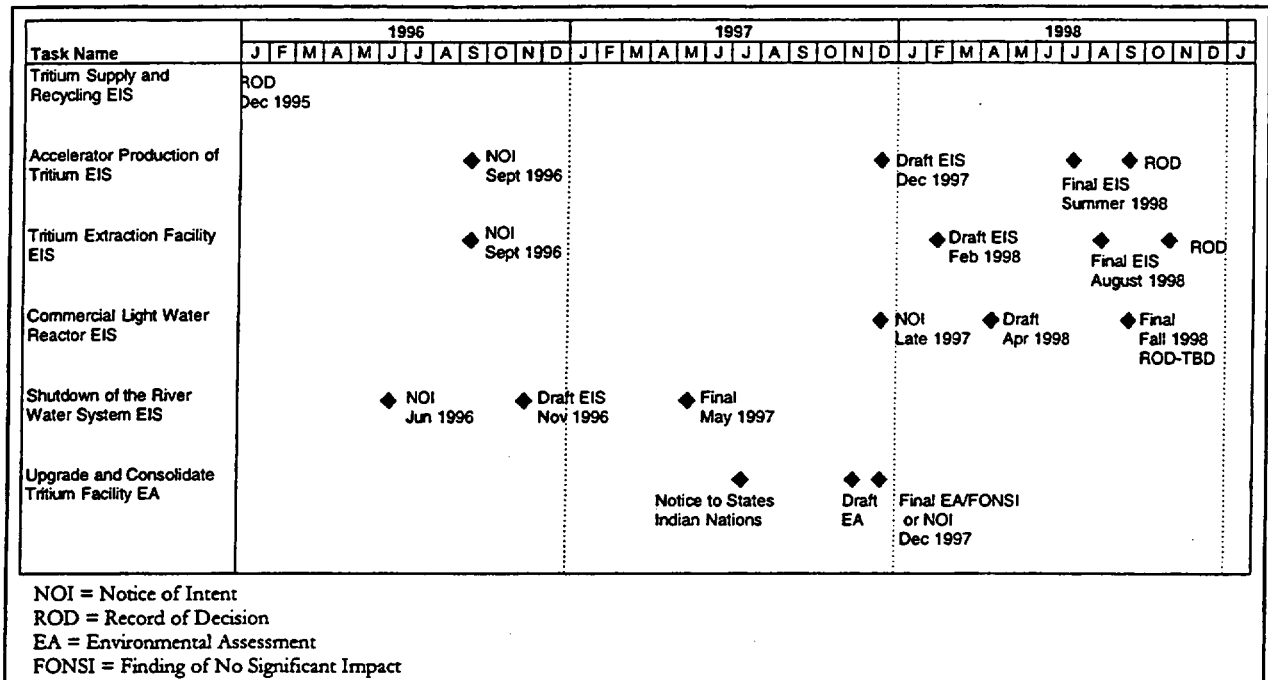 1996 1997 1998
Task Name J F M A M J J A S O N D J F M A M J J A S O N D J F M A M J J A S O N D J
Tritium Supply and
Recycling EIS
ROD
Dec 1995
Accelerator Production of
Tritium EIS
NOI
Sept 1996
Draft EIS
Dec 1997
Final EIS
Summer 1998
ROD
Tritium Extraction Facility
EIS
NOI
Sept 1996
Draft EIS
Feb 1998
Final EIS
August 1998
ROD
Commercial Light Water
Reactor EIS
NOI
Late 1997
Draft
Apr 1998
Final
Fall 1998
ROD-TBD
Shutdown of the River
Water System EIS
NOI
Jun 1996
Draft EIS
Nov 1996
Final
May 1997
Upgrade and Consolidate
Tritium Facility EA
Notice to States
Indian Nations
Draft
EA
Final EA/FONSI
or NOI
Dec 1997
NOI = Notice of Intent
ROD = Record of Decision
EA = Environmental Assessment
FONSI = Finding of No Significant Impact